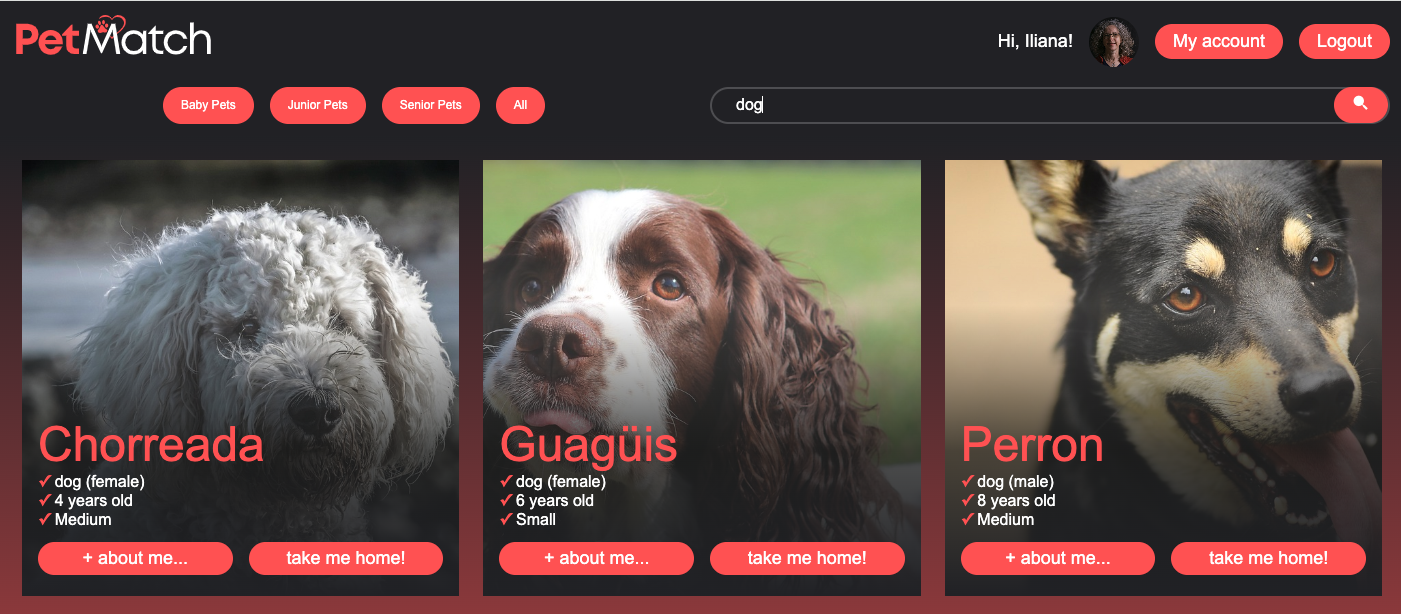 PetMatch
Hi, Iliana!
My account
Logout
Baby Pets
Junior Pets
Senior Pets
All
dog
Chorreada
✓ dog (female)
✓ 4 years old
✓ Medium
+ about me...
take me home!
Guagüis
✓ dog (female)
✓ 6 years old
✓ Small
+ about me...
take me home!
Perron
✓ dog (male)
✓ 8 years old
✓ Medium
+ about me...
take me home!